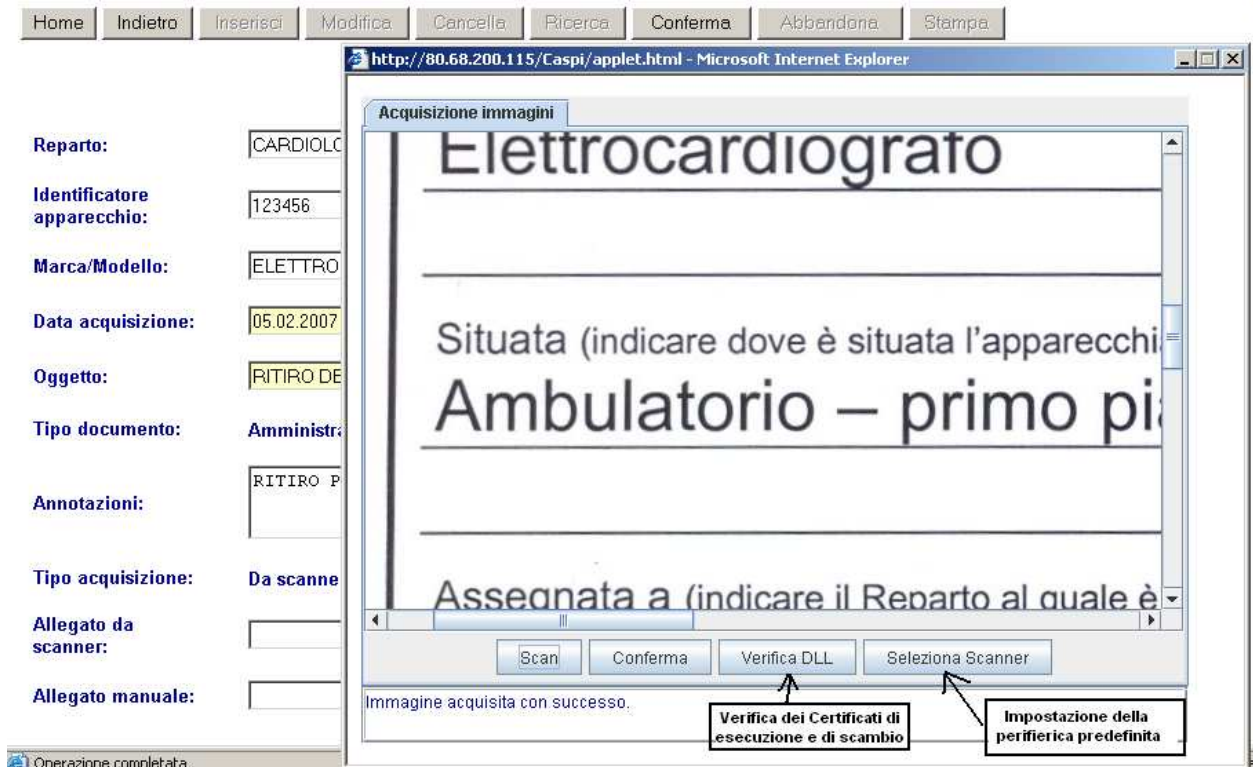 Home Indietro Inserisci Modifica Cancella Ricerca Conferma Abbandona Stampa
http://80.68.200.115/Caspi/applet.html - Microsoft Internet Explorer
Acquisizione immagini
Elettrocardiografo
Situata (indicare dove è situata l'apparecchi
Ambulatorio – primo pi
Assegnata a (indicare il Reparto al quale è
Scan Conferma Verifica DLL Seleziona Scanner
Immagine acquisita con successo.
Verifica dei Certificati di
esecuzione e di scambio
Impostazione della
perifierica predefinita
Reparto: CARDIOLO
Identificatore
apparecchio: 123456
Marca/Modello: ELETTRO
Data acquisizione: 05.02.2007
Oggetto: RITIRO DE
Tipo documento: Amministra
Annotazioni: RITIRO P
Tipo acquisizione: Da scanne
Allegato da
scanner:
Allegato manuale:
Operazione completata